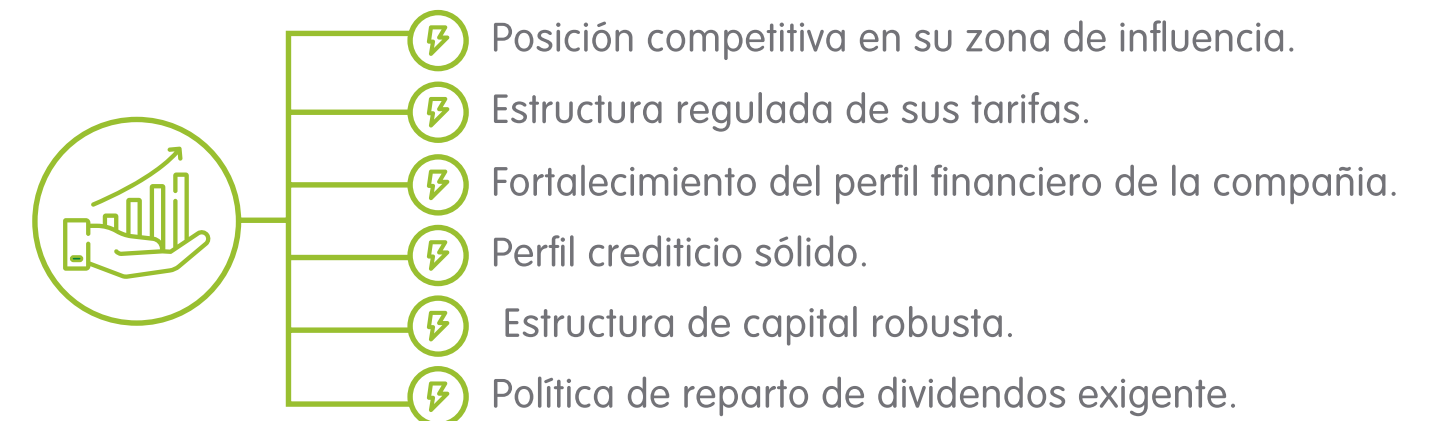 Posición competitiva en su zona de influencia.
Estructura regulada de sus tarifas.
Fortalecimiento del perfil financiero de la compañia.
Perfil crediticio sólido.
Estructura de capital robusta.
Política de reparto de dividendos exigente.